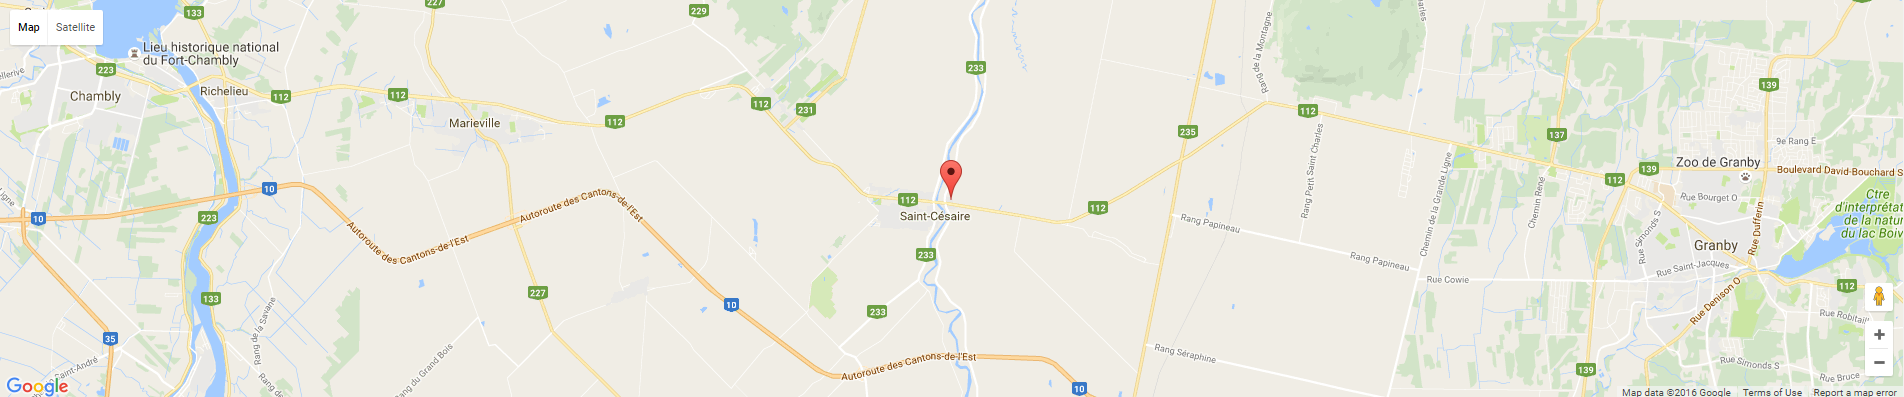 Map Satellite
133
227
229
Lieu historique national
du Fort-Chambly
223
Chambly
Richelieu
112
112
Marieville
112
112
231
233
Rang de la Montagne
112
139
235
137
9e Rang E
Zoo de Granby
Boulevard David-Bouchard S
139
112
10
223
10
Autoroute des Cantons-de-l'Est
Autoroute des Cantons-de-l'Est
112
Saint-Césaire
112
Rang Papineau
Rang Petit Saint Charles
Rang Papineau
Chemin de la Grande Ligne
Chemin René
Rang Simonds S
Rue Bourget O
Rue Dufferin
Ctre
d'interpréta
de la natur
du lac Boiv
Granby
Rue Saint-Jacques
Rue Cowie
233
133
227
10
233
112
Rue Denison O
Rue Robitail
35
Rang de la Savane
Saint-André
Rang du Grand Bois
Autoroute des Cantons-de-l'Est
10
Rang Séraphine
139
Rue Simonds S
Rue Bruce
Google
Map data ©2016 Google Terms of Use Report a map error